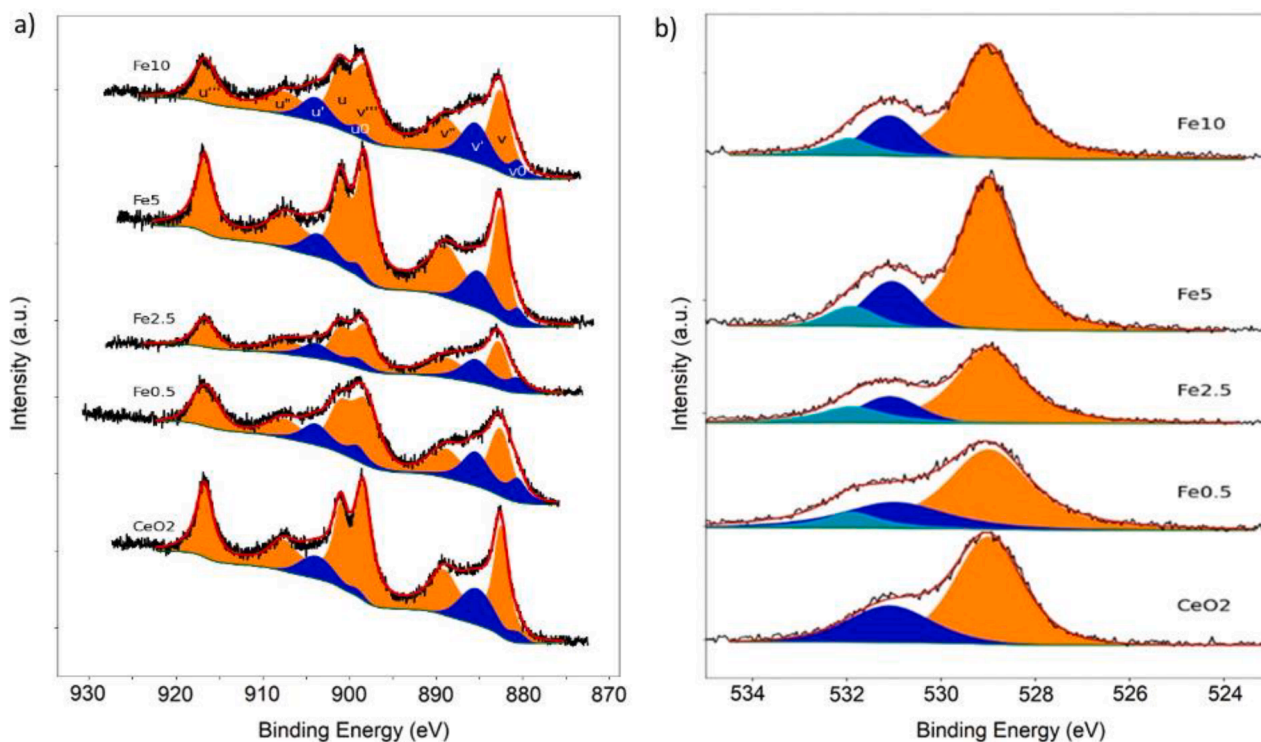 a)
Fe10
u'''
u''
u'
u
v'''
u0
v''
v'
v
v0
Fe5
Fe2.5
Fe0.5
CeO2
Intensity (a.u.)
930
920
910
900
890
880
870
Binding Energy (eV)
b)
Fe10
Fe5
Fe2.5
Fe0.5
CeO2
Intensity (a.u.)
534
532
530
528
526
524
Binding Energy (eV)